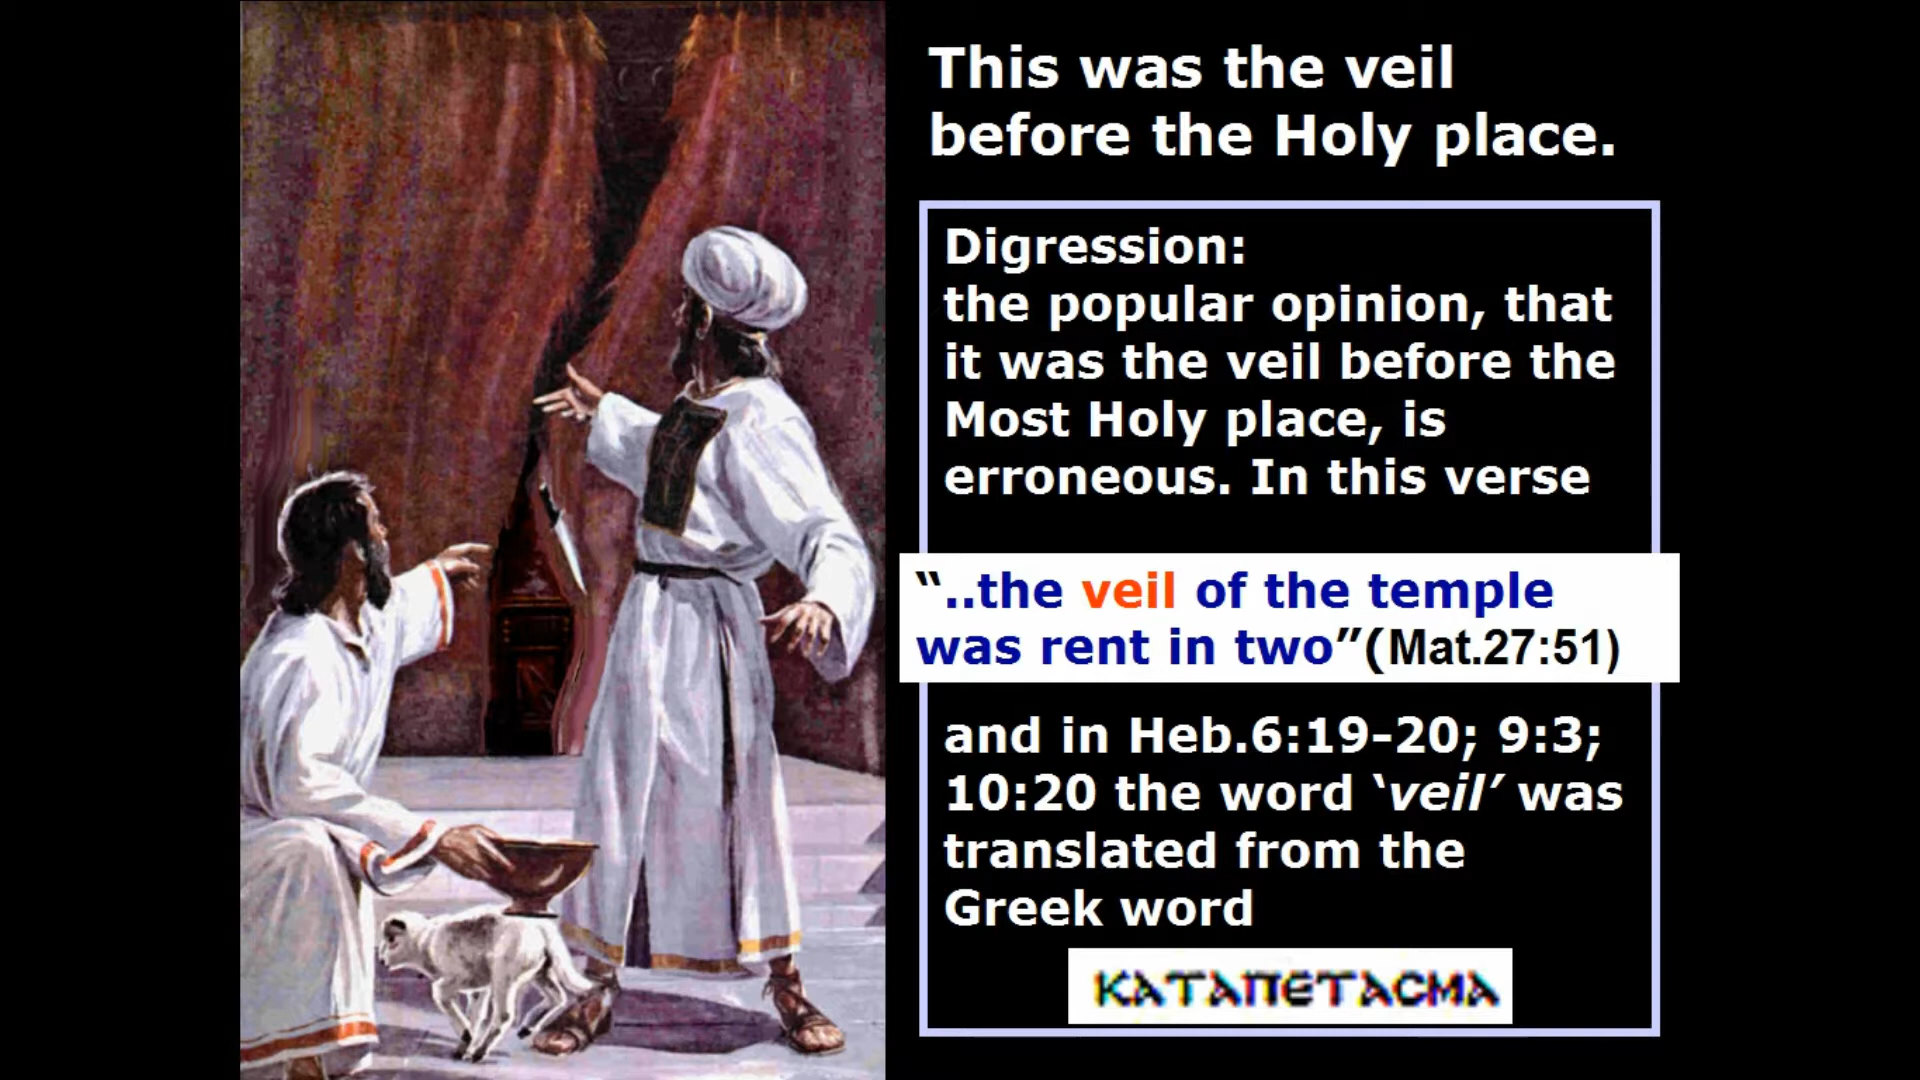 This was the veil
before the Holy place.
Digression:
the popular opinion, that
it was the veil before the
Most Holy place, is
erroneous. In this verse
“..the veil of the temple
was rent in two”(Mat.27:51)
and in Heb.6:19-20; 9:3;
10:20 the word ‘veil’ was
translated from the
Greek word
ΚΑΤΑΠΕΤΑϹΜΑ